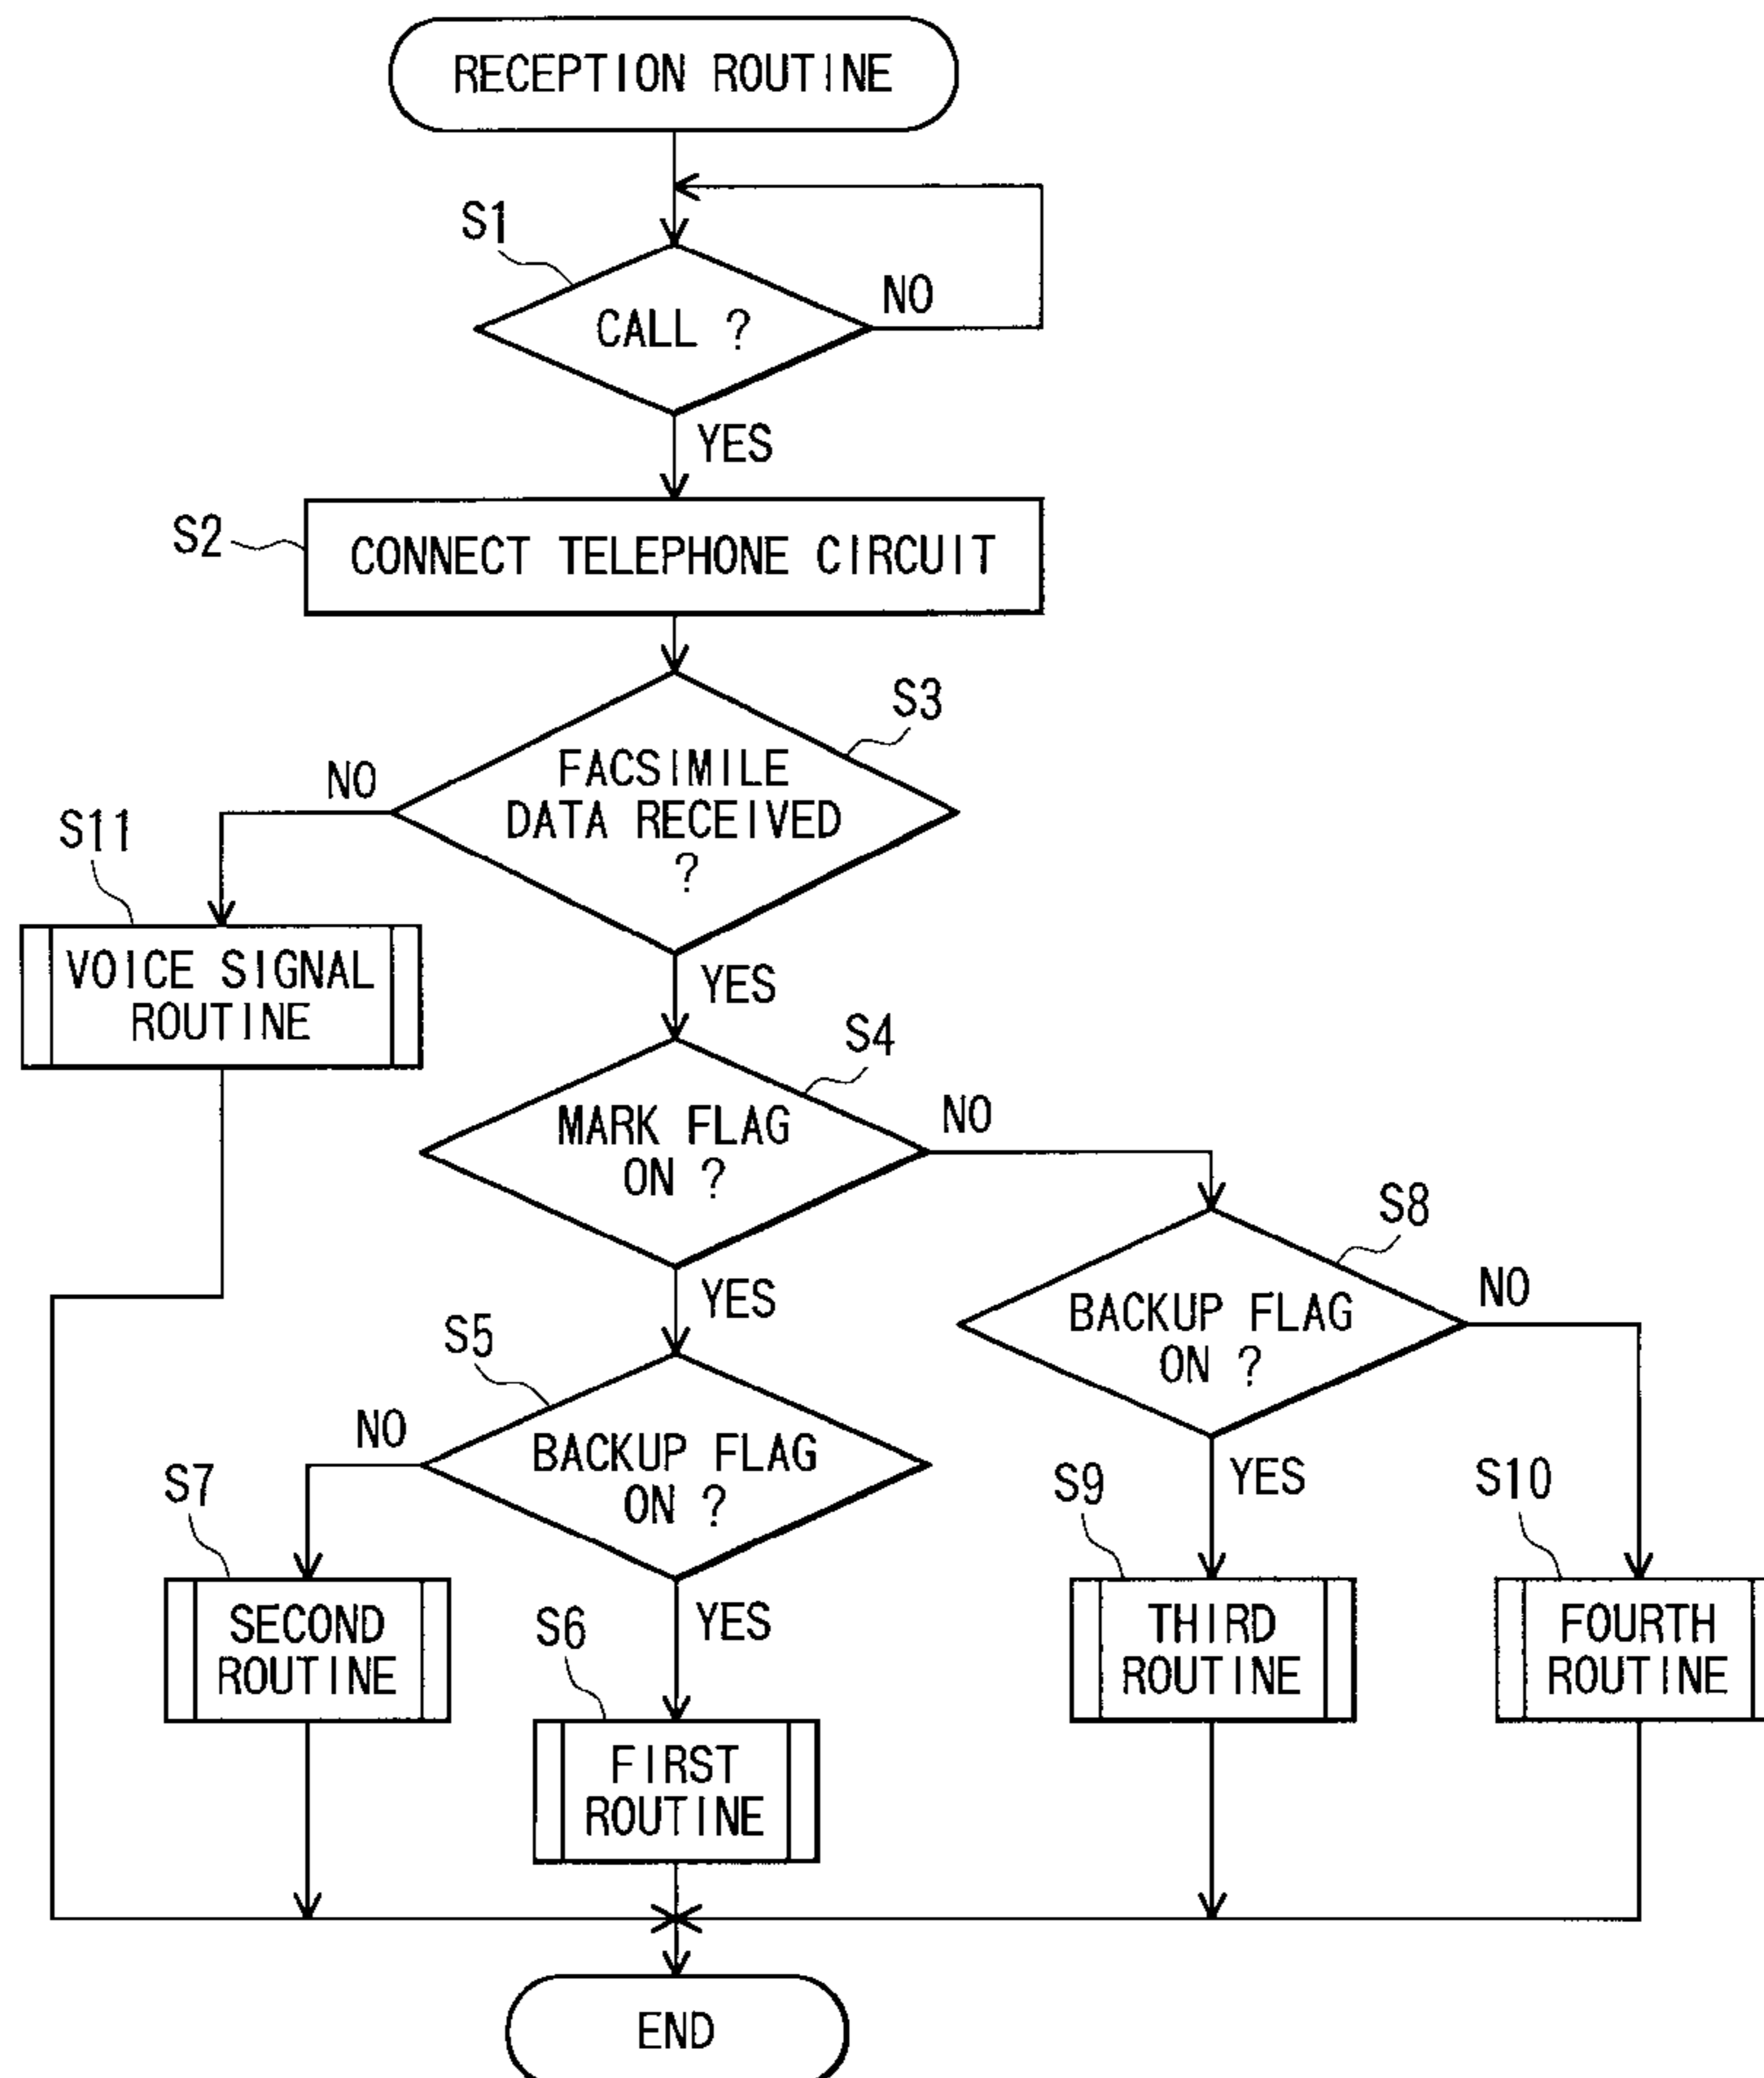 RECEPTION ROUTINE
S1
CALL ?
NO
YES
S2
CONNECT TELEPHONE CIRCUIT
S3
FACSIMILE
DATA RECEIVED
?
NO
S11
VOICE SIGNAL
ROUTINE
YES
S4
MARK FLAG
ON ?
NO
S8
YES
BACKUP FLAG
ON ?
NO
S5
BACKUP FLAG
ON ?
NO
S7
YES
S9
YES
S10
SECOND
ROUTINE
S6
THIRD
ROUTINE
FOURTH
ROUTINE
FIRST
ROUTINE
END